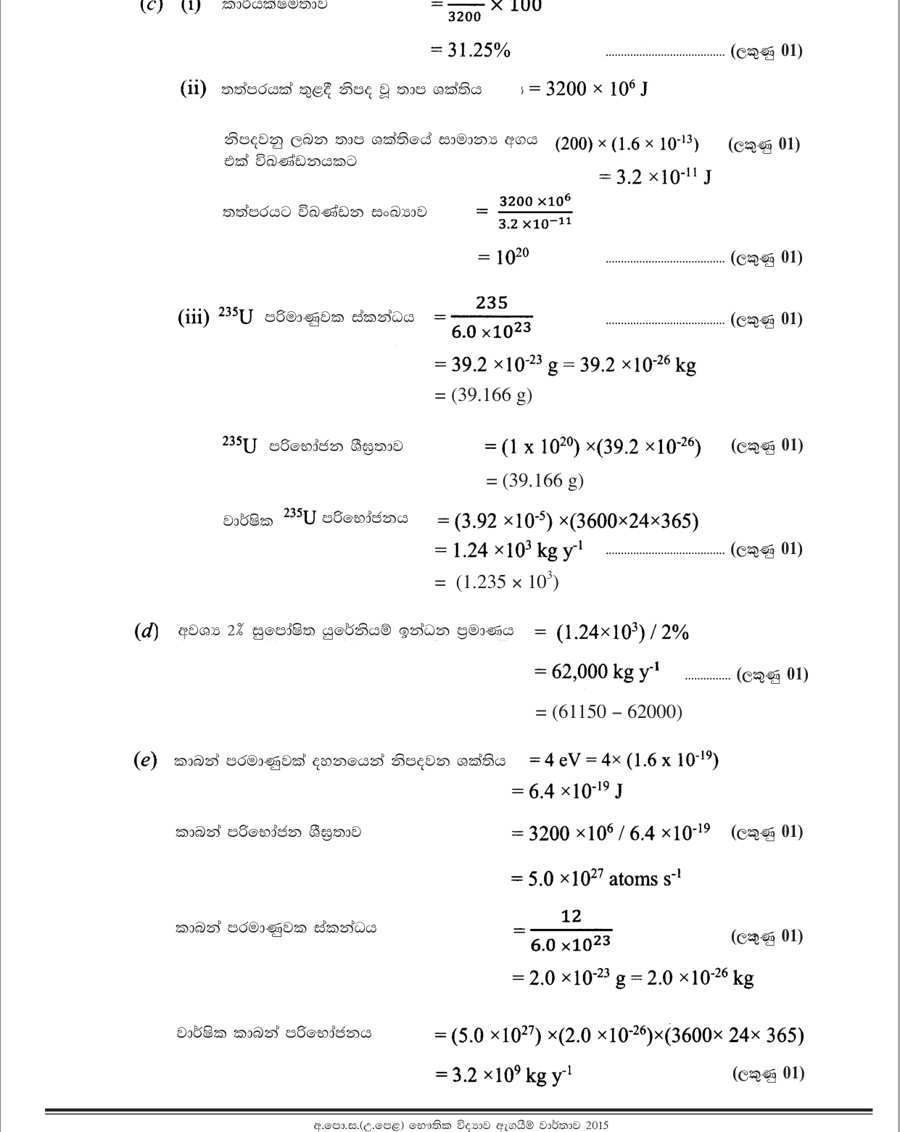 (c) (i) කාර්යක්ෂමතාව = /3200 × 100
= 31.25% ....................................... (ලකුණු 01)
(ii) තත්පරයක් තුළදී නිපද වූ තාප ශක්තිය = 3200 × 10⁶ J
නිපදවනු ලබන තාප ශක්තියේ සාමාන්‍ය අගය (200) × (1.6 × 10⁻¹³) (ලකුණු 01)
එක් විඛණ්ඩනයකට
= 3.2 ×10⁻¹¹ J
තත්පරයට විඛණ්ඩන සංඛ්‍යාව = 3200 ×10⁶ / 3.2 ×10⁻¹¹
= 10²⁰ ....................................... (ලකුණු 01)
(iii) ²³⁵U පරිමාණුවක ස්කන්ධය = 235 / 6.0 ×10²³ ....................................... (ලකුණු 01)
= 39.2 ×10⁻²³ g = 39.2 ×10⁻²⁶ kg
= (39.166 g)
²³⁵U පරිභෝජන ශීඝ්‍රතාව = (1 x 10²⁰) ×(39.2 ×10⁻²⁶) (ලකුණු 01)
= (39.166 g)
වාර්ෂික ²³⁵U පරිභෝජනය = (3.92 ×10⁻⁵) ×(3600×24×365)
= 1.24 ×10³ kg y⁻¹ ....................................... (ලකුණු 01)
= (1.235 × 10³)
(d) අවශ්‍ය 2% සුපෝෂිත යුරේනියම් ඉන්ධන ප්‍රමාණය = (1.24×10³) / 2%
= 62,000 kg y⁻¹ ............... (ලකුණු 01)
= (61150 – 62000)
(e) කාබන් පරමාණුවක් දහනයෙන් නිපදවන ශක්තිය = 4 eV = 4× (1.6 x 10⁻¹⁹)
= 6.4 ×10⁻¹⁹ J
කාබන් පරිභෝජන ශීඝ්‍රතාව = 3200 ×10⁶ / 6.4 ×10⁻¹⁹ (ලකුණු 01)
= 5.0 ×10²⁷ atoms s⁻¹
කාබන් පරමාණුවක ස්කන්ධය = 12 / 6.0 ×10²³ (ලකුණු 01)
= 2.0 ×10⁻²³ g = 2.0 ×10⁻²⁶ kg
වාර්ෂික කාබන් පරිභෝජනය = (5.0 ×10²⁷) ×(2.0 ×10⁻²⁶)×(3600× 24× 365)
= 3.2 ×10⁹ kg y⁻¹ (ලකුණු 01)
අ.පො.ස.(උ.පෙළ) භෞතික විද්‍යාව ඇගයීම් වාර්තාව 2015